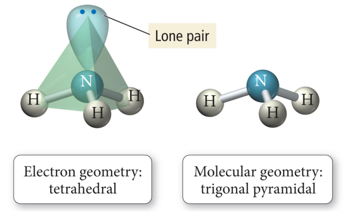 Lone pair
N
H
H
H
N
H
H
H
Electron geometry:
tetrahedral
Molecular geometry:
trigonal pyramidal